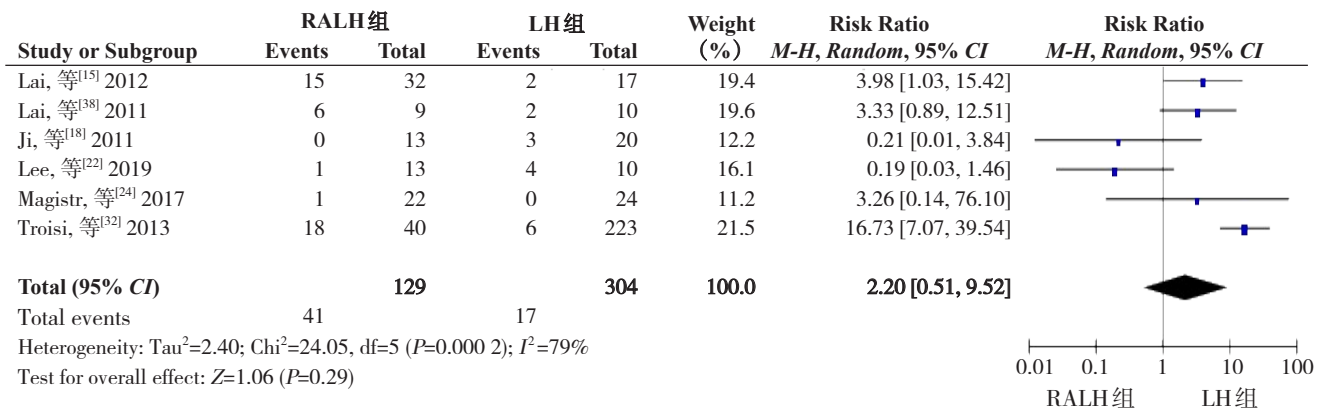 RALH组 LH组 Weight Risk Ratio Risk Ratio
Study or Subgroup Events Total Events Total (%) M-H, Random, 95% CI M-H, Random, 95% CI
Lai, 等[15] 2012 15 32 2 17 19.4 3.98 [1.03, 15.42]
Lai, 等[38] 2011 6 9 2 10 19.6 3.33 [0.89, 12.51]
Ji, 等[18] 2011 0 13 3 20 12.2 0.21 [0.01, 3.84]
Lee, 等[22] 2019 1 13 4 10 16.1 0.19 [0.03, 1.46]
Magistr, 等[24] 2017 1 22 0 24 11.2 3.26 [0.14, 76.10]
Troisi, 等[32] 2013 18 40 6 223 21.5 16.73 [7.07, 39.54]
Total (95% CI) 129 304 100.0 2.20 [0.51, 9.52]
Total events 41 17
Heterogeneity: Tau²=2.40; Chi²=24.05, df=5 (P=0.000 2); I²=79%
Test for overall effect: Z=1.06 (P=0.29)
0.01 0.1 1 10 100
RALH组 LH组